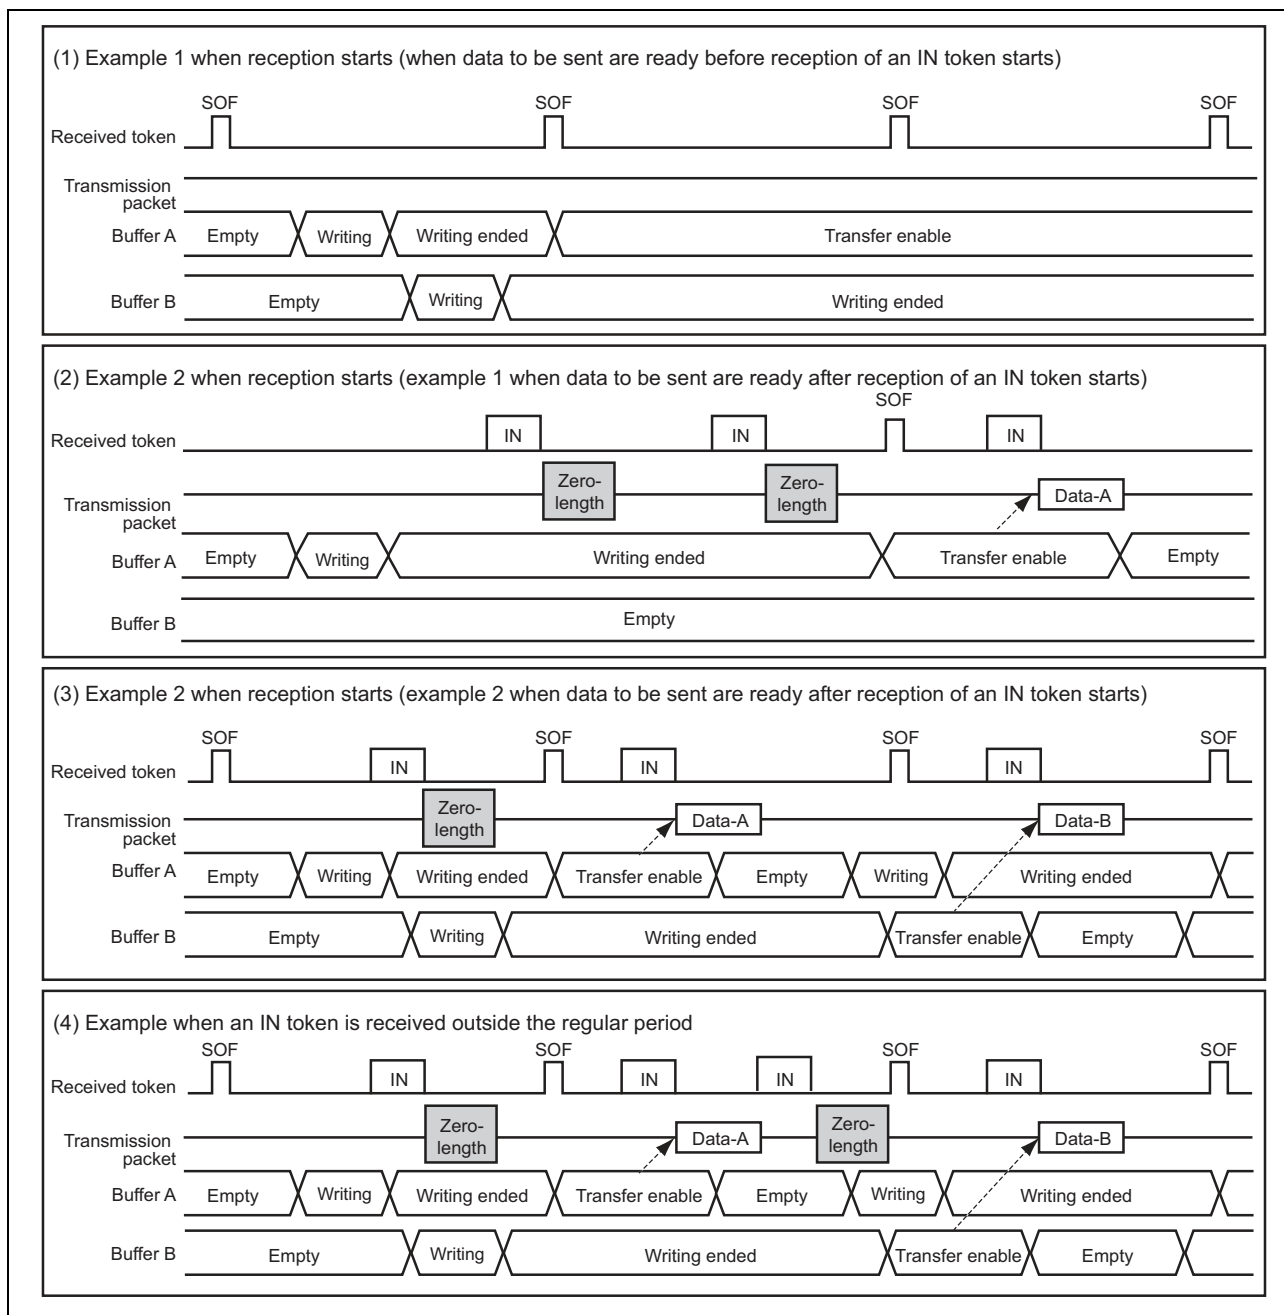 (1) Example 1 when reception starts (when data to be sent are ready before reception of an IN token starts)
SOF SOF SOF SOF
Received token
Transmission
packet
Buffer A Empty Writing Writing ended Transfer enable
Buffer B Empty Writing Writing ended
(2) Example 2 when reception starts (example 1 when data to be sent are ready after reception of an IN token starts)
SOF
Received token IN IN IN
Zero-
length
Zero-
length
Data-A
Transmission
packet
Buffer A Empty Writing Writing ended Transfer enable Empty
Buffer B Empty
(3) Example 2 when reception starts (example 2 when data to be sent are ready after reception of an IN token starts)
SOF SOF SOF SOF
Received token IN IN IN
Zero-
length
Data-A Data-B
Transmission
packet
Buffer A Empty Writing Writing ended Transfer enable Empty Writing Writing ended
Buffer B Empty Writing Writing ended Transfer enable Empty
(4) Example when an IN token is received outside the regular period
SOF SOF SOF SOF
Received token IN IN IN IN
Zero-
length
Data-A
Zero-
length
Data-B
Transmission
packet
Buffer A Empty Writing Writing ended Transfer enable Empty Writing Writing ended
Buffer B Empty Writing Writing ended Transfer enable Empty